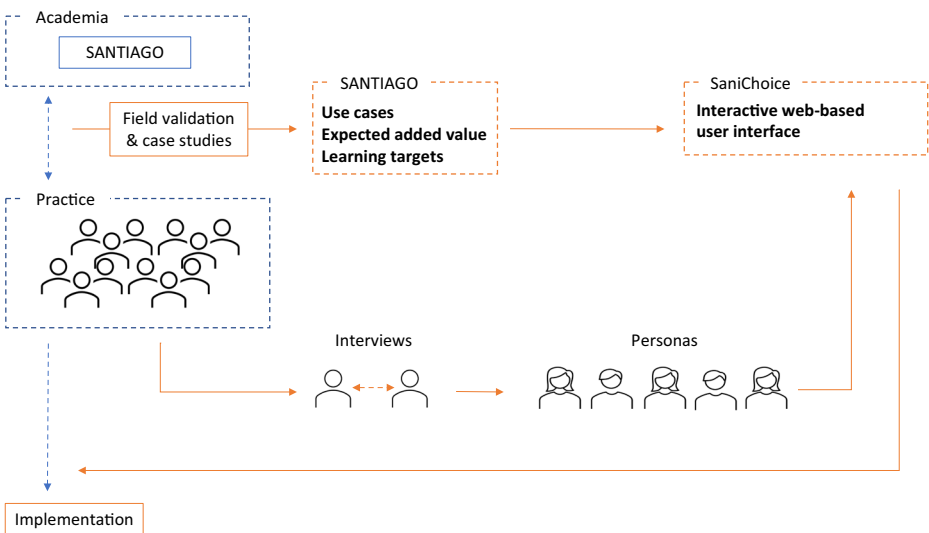 Academia
SANTIAGO
Field validation
& case studies
SANTIAGO
Use cases
Expected added value
Learning targets
SaniChoice
Interactive web-based
user interface
Practice
Interviews
Personas
Implementation